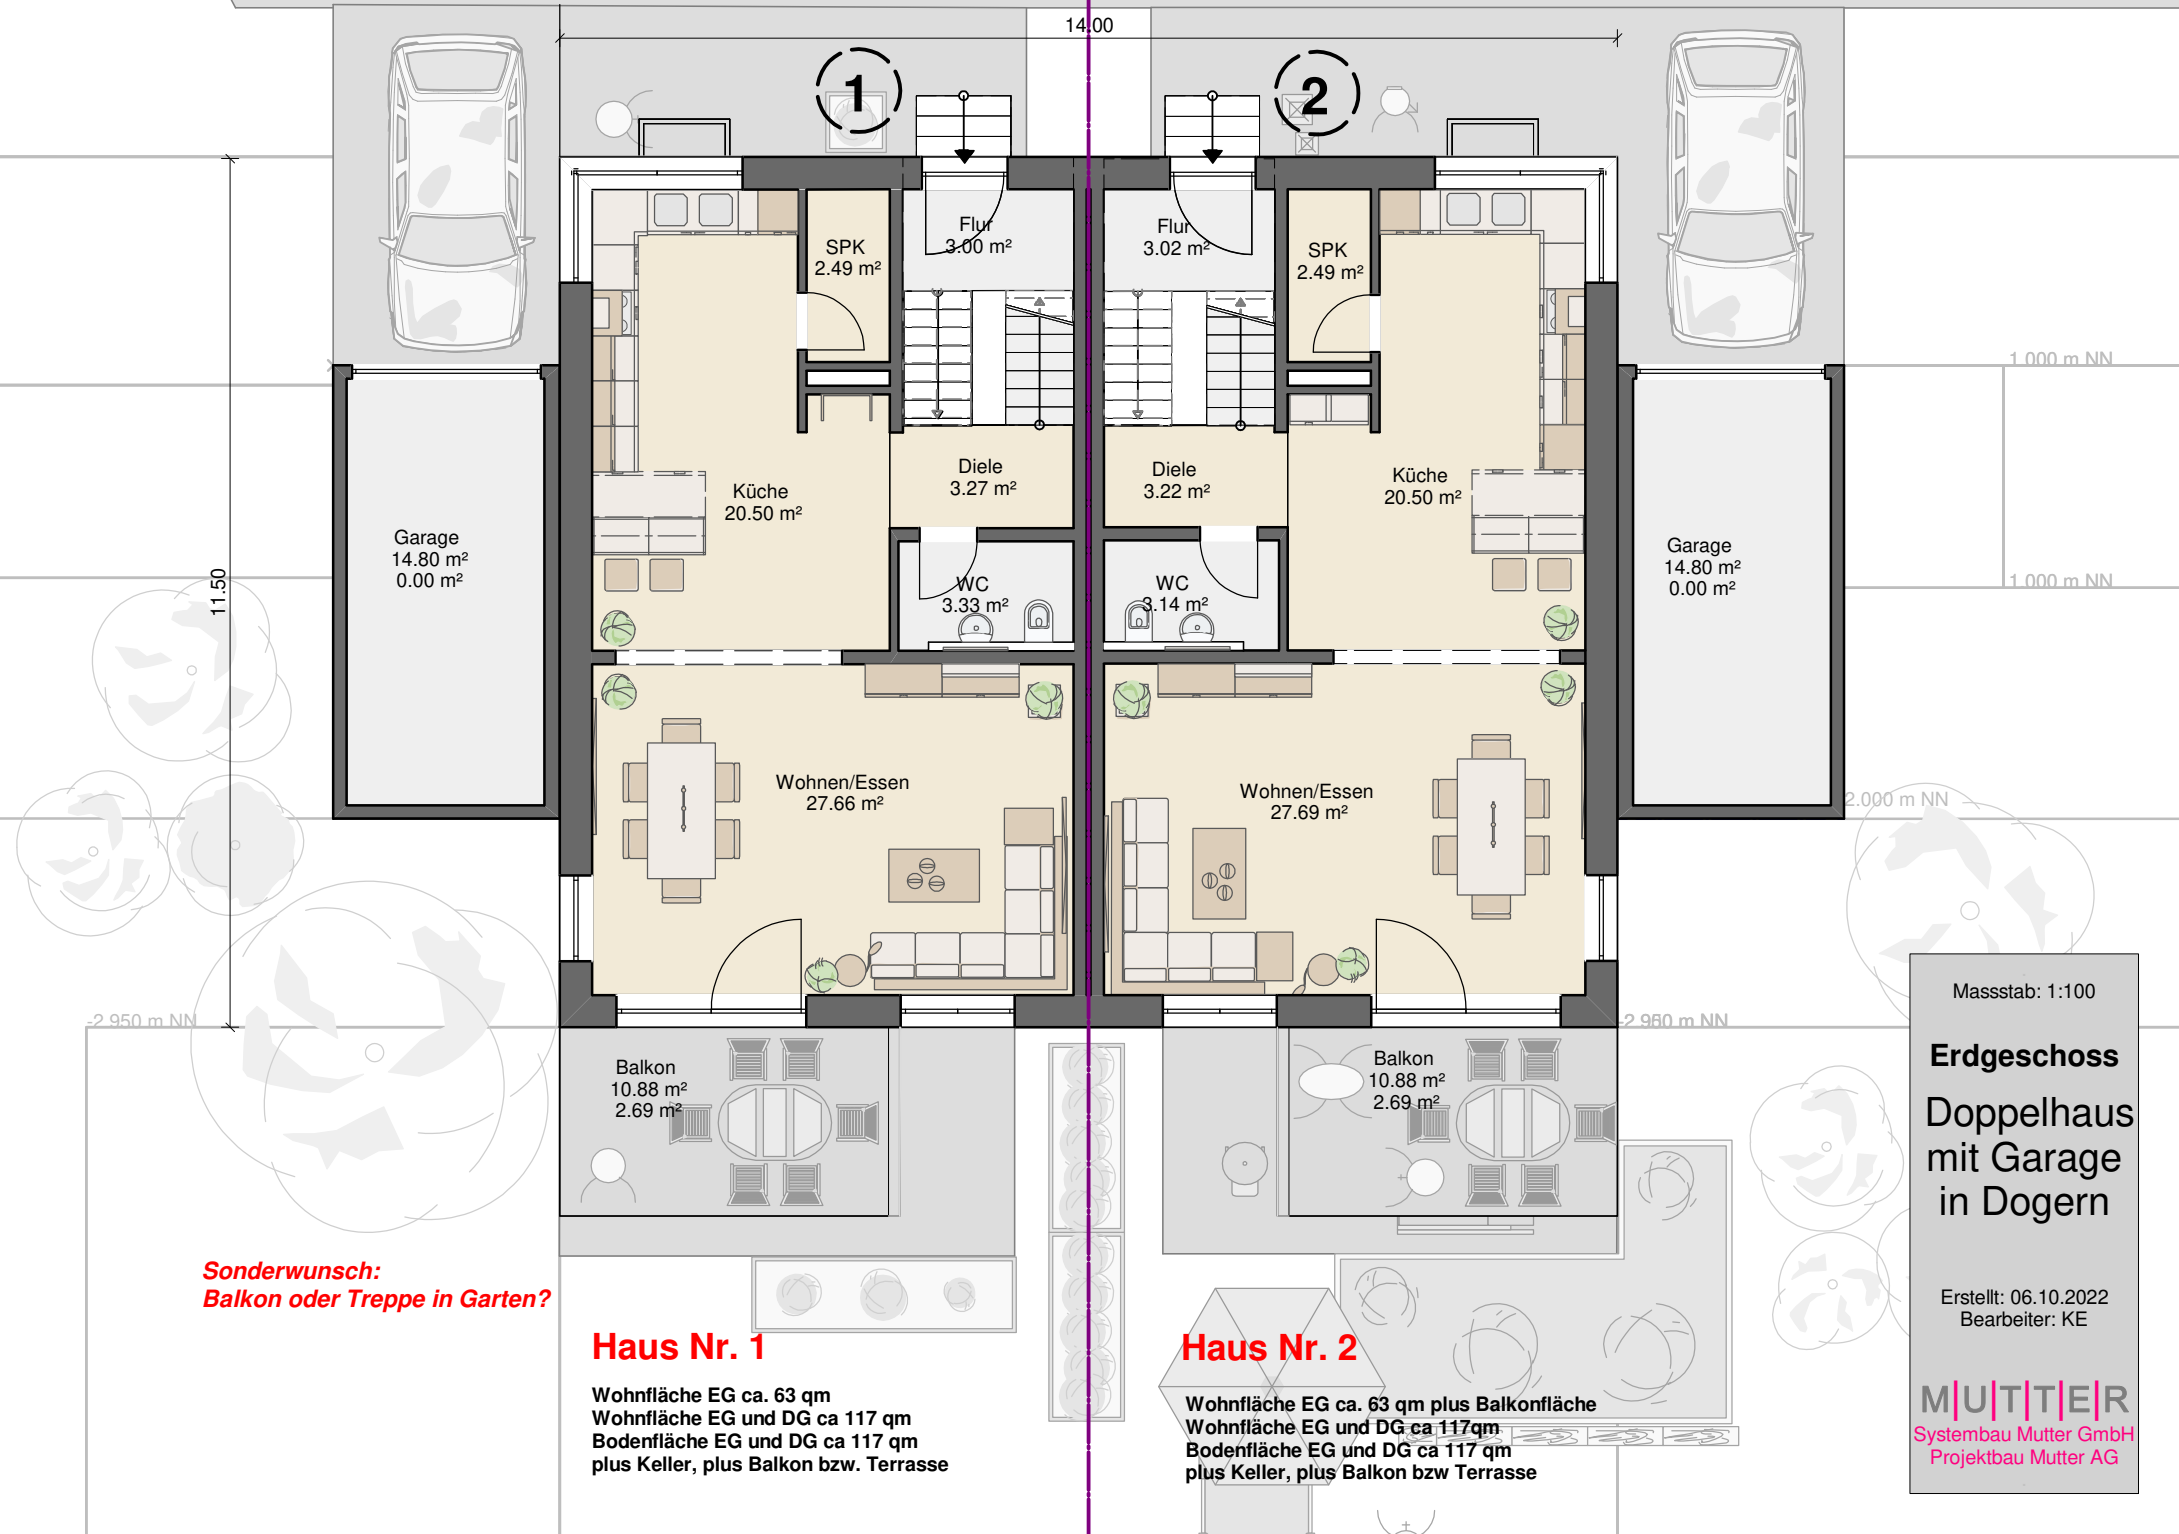 14.00
1
2
Flur
3.00 m²
Flur
3.02 m²
SPK
2.49 m²
SPK
2.49 m²
1.000 m NN
Diele
3.27 m²
Diele
3.22 m²
Küche
20.50 m²
Küche
20.50 m²
Garage
14.80 m²
0.00 m²
Garage
14.80 m²
0.00 m²
11.50
1.000 m NN
WC
3.33 m²
WC
3.14 m²
Wohnen/Essen
27.66 m²
Wohnen/Essen
27.69 m²
2.000 m NN
-2.950 m NN
-2.950 m NN
Balkon
10.88 m²
2.69 m²
Balkon
10.88 m²
2.69 m²
Sonderwunsch:
Balkon oder Treppe in Garten?
Haus Nr. 1
Wohnfläche EG ca. 63 qm
Wohnfläche EG und DG ca 117 qm
Bodenfläche EG und DG ca 117 qm
plus Keller, plus Balkon bzw. Terrasse
Haus Nr. 2
Wohnfläche EG ca. 63 qm plus Balkonfläche
Wohnfläche EG und DG ca 117qm
Bodenfläche EG und DG ca 117 qm
plus Keller, plus Balkon bzw Terrasse
Massstab: 1:100
Erdgeschoss
Doppelhaus
mit Garage
in Dogern
Erstellt: 06.10.2022
Bearbeiter: KE
M|U|T|T|E|R
Systembau Mutter GmbH
Projektbau Mutter AG